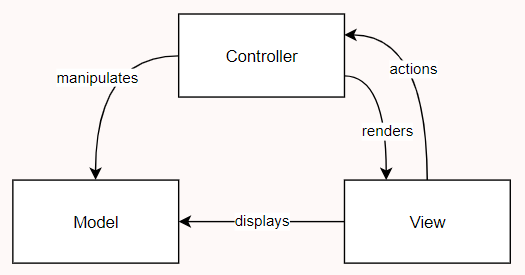 Controller
manipulates
actions
renders
Model
displays
View